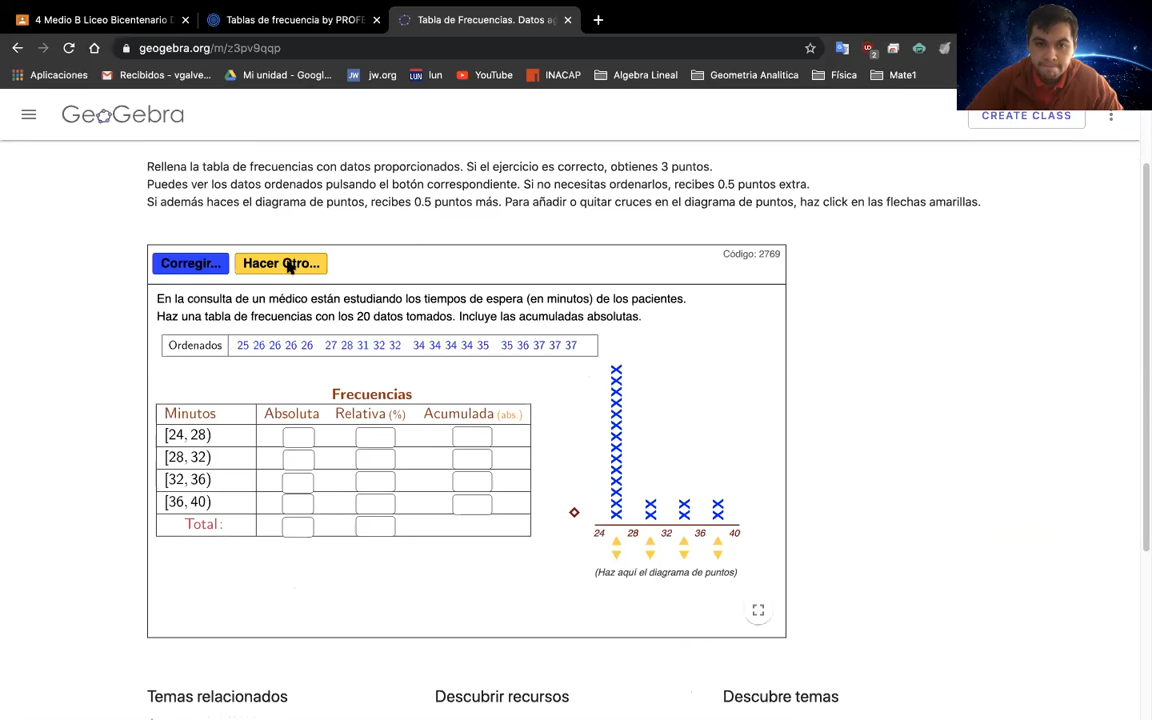 4 Medio B Liceo Bicentenario D
Tablas de frecuencia by PROFE
Tabla de Frecuencias. Datos ag
geogebra.org/m/z3pv9qqp
Aplicaciones
Recibidos - vgalve...
Mi unidad - Googl...
jw.org
lun
YouTube
INACAP
Algebra Lineal
Geometria Analitica
Física
Mate1
GeoGebra
CREATE CLASS
Rellena la tabla de frecuencias con datos proporcionados. Si el ejercicio es correcto, obtienes 3 puntos.
Puedes ver los datos ordenados pulsando el botón correspondiente. Si no necesitas ordenarlos, recibes 0.5 puntos extra.
Si además haces el diagrama de puntos, recibes 0.5 puntos más. Para añadir o quitar cruces en el diagrama de puntos, haz click en las flechas amarillas.
Corregir... Hacer Otro... Código: 2769
En la consulta de un médico están estudiando los tiempos de espera (en minutos) de los pacientes.
Haz una tabla de frecuencias con los 20 datos tomados. Incluye las acumuladas absolutas.
Ordenados 25 26 26 26 26 27 28 31 32 32 34 34 34 34 35 35 36 37 37 37
Frecuencias
Minutos Absoluta Relativa (%) Acumulada (abs.)
[24, 28)
[28, 32)
[32, 36)
[36, 40)
Total:
24 28 32 36 40
(Haz aquí el diagrama de puntos)
Temas relacionados Descubrir recursos Descubre temas